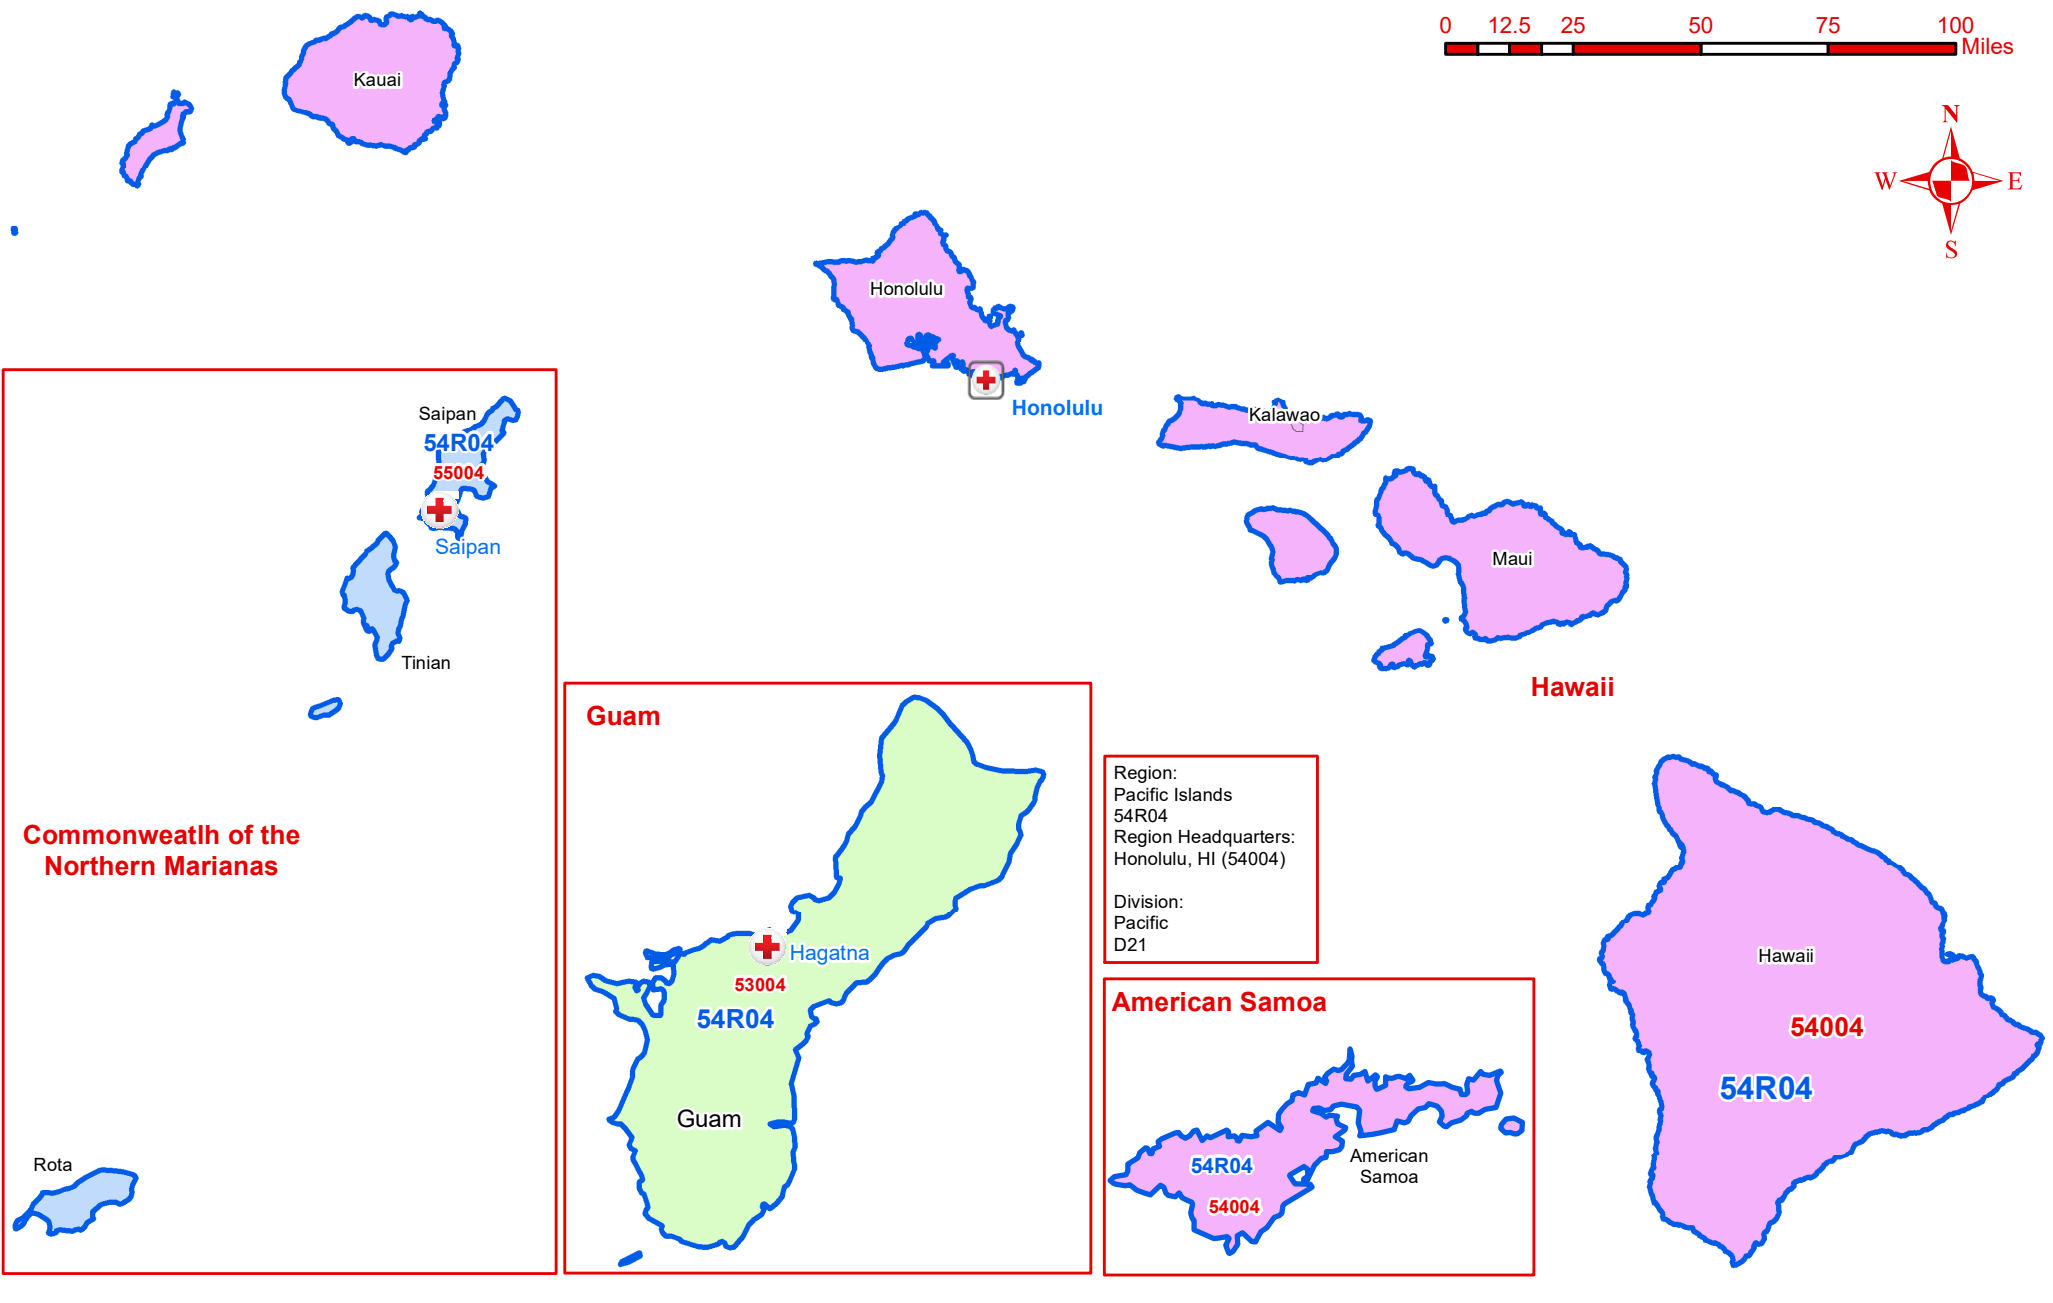 0 12.5 25 50 75 100
Miles
N
W E
S
Kauai
Honolulu
Honolulu
Kalawao
Maui
Hawaii
Hawaii
54004
54R04
Saipan
54R04
55004
Saipan
Tinian
Commonweatlh of the
Northern Marianas
Rota
Guam
Hagatna
53004
54R04
Guam
Region:
Pacific Islands
54R04
Region Headquarters:
Honolulu, HI (54004)
Division:
Pacific
D21
American Samoa
American
Samoa
54R04
54004